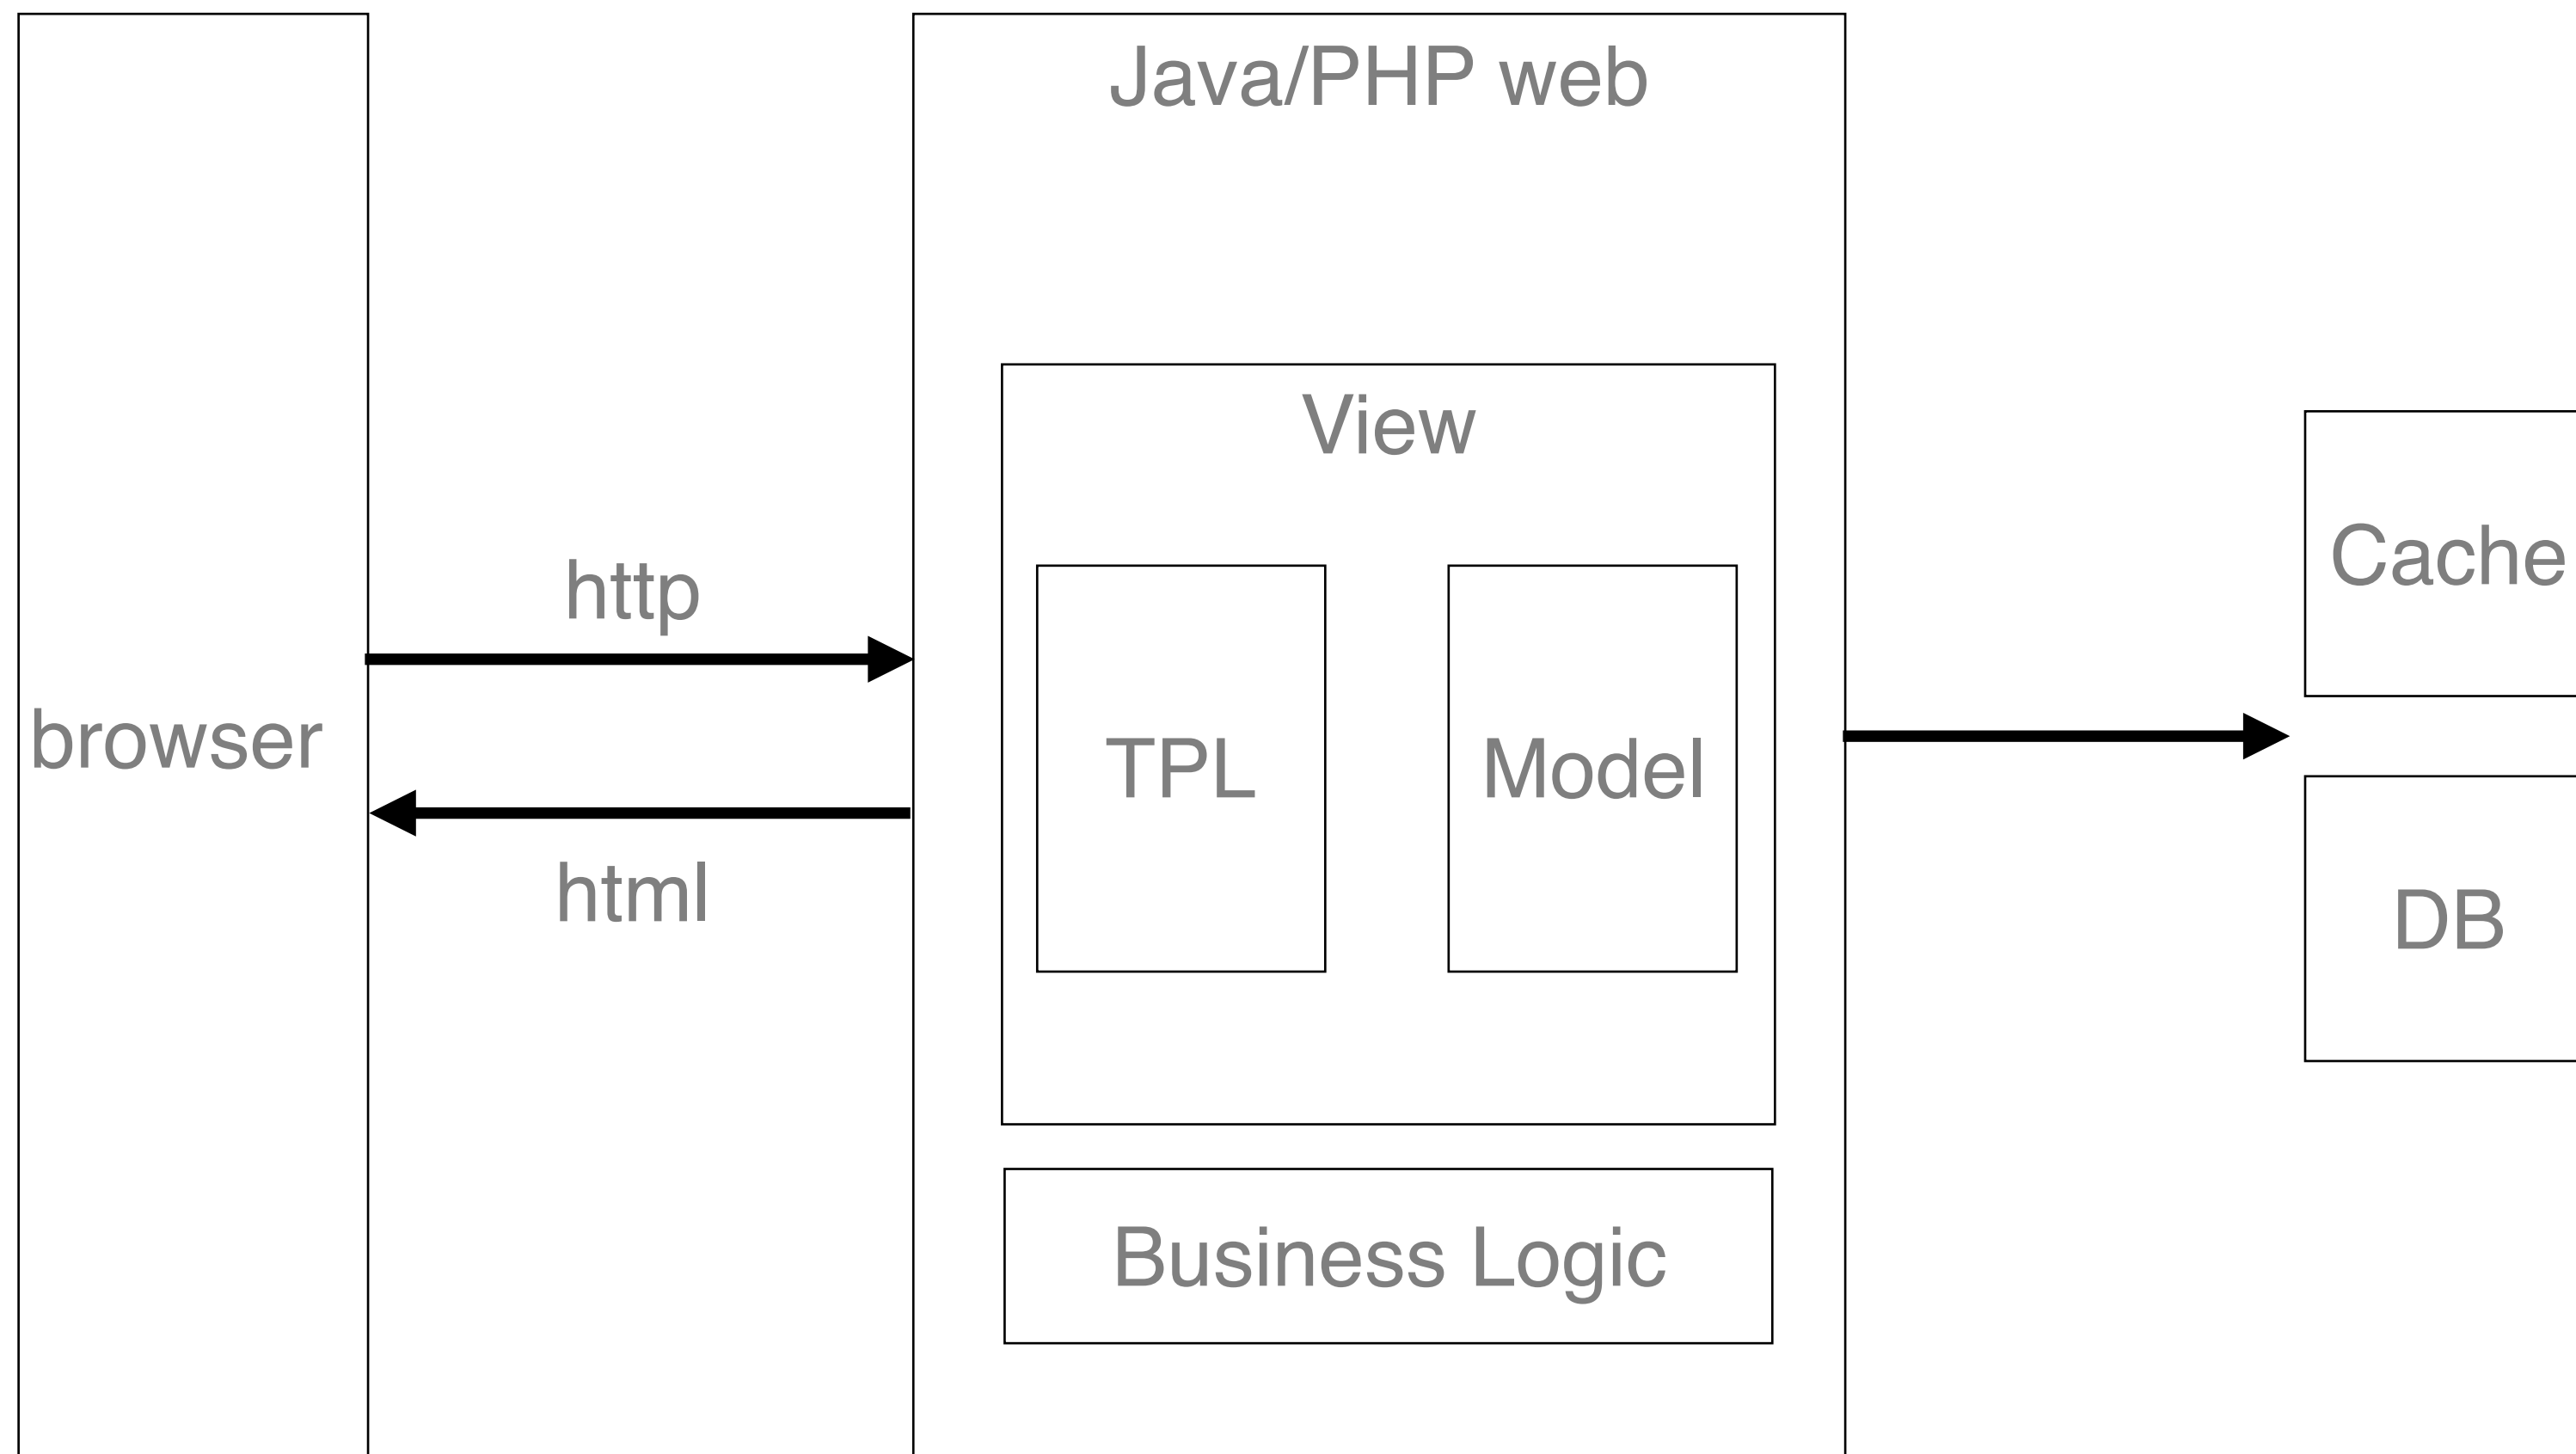 Java/PHP web
View
Cache
http
browser
TPL
Model
html
DB
Business Logic